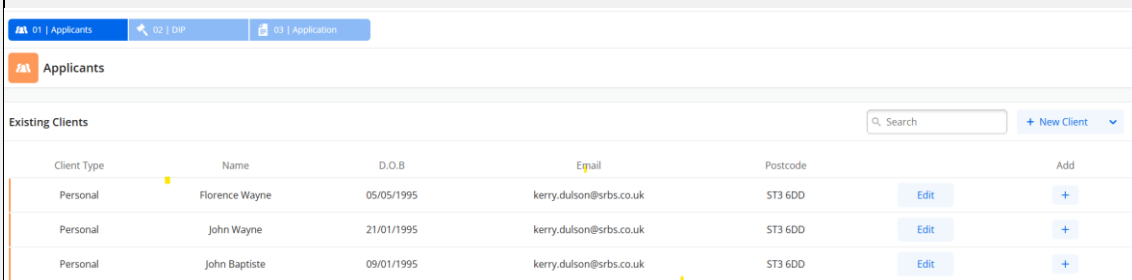 01 | Applicants 02 | DIP 03 | Application
Applicants
Existing Clients Search + New Client
Client Type Name D.O.B Email Postcode Add
Personal Florence Wayne 05/05/1995 kerry.dulson@srbs.co.uk ST3 6DD Edit +
Personal John Wayne 21/01/1995 kerry.dulson@srbs.co.uk ST3 6DD Edit +
Personal John Baptiste 09/01/1995 kerry.dulson@srbs.co.uk ST3 6DD Edit +